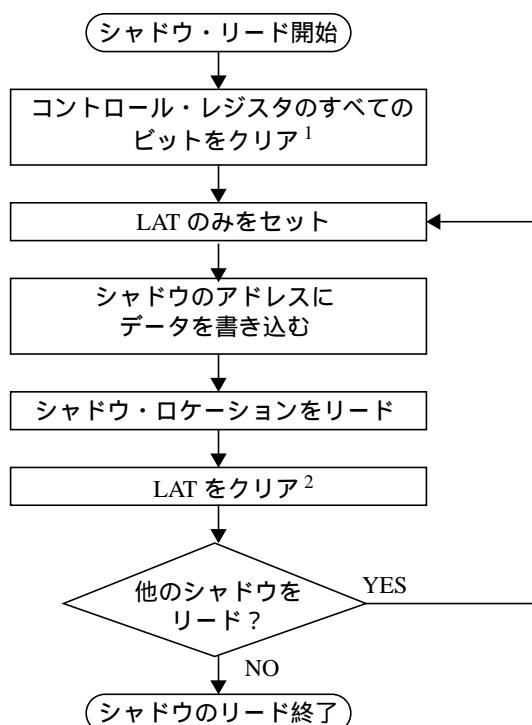 シャドウ・リード開始
コントロール・レジスタのすべての
ビットをクリア 1
LAT のみをセット
シャドウのアドレスに
データを書き込む
シャドウ・ロケーションをリード
LAT をクリア 2
他のシャドウを
リード？
YES
NO
シャドウのリード終了